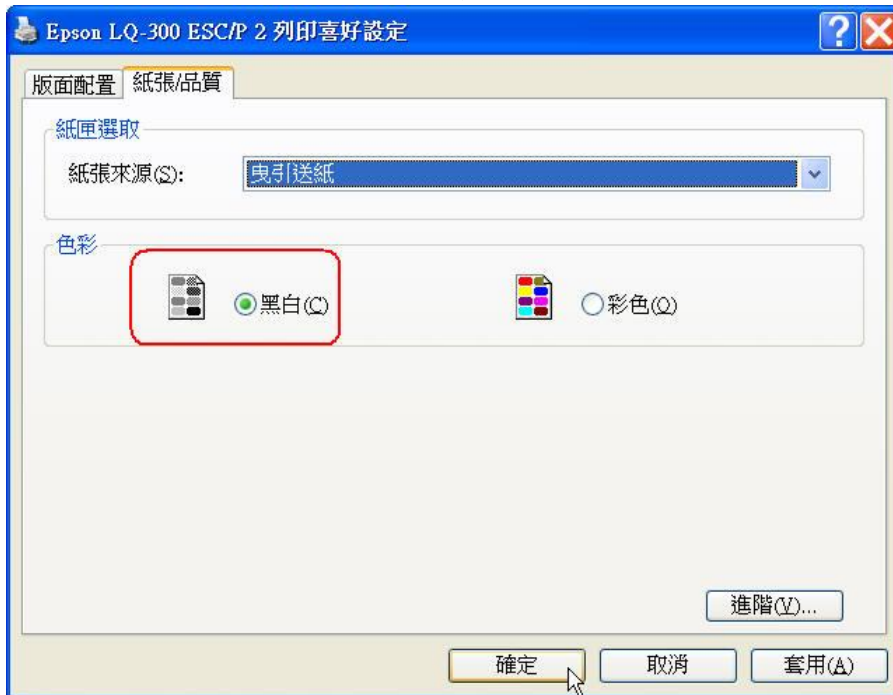 Epson LQ-300 ESC/P 2 列印喜好設定
版面配置 紙張/品質
紙匣選取
紙張來源(S): 曳引送紙
色彩
黑白(C) 彩色(O)
進階(V)...
確定 取消 套用(A)